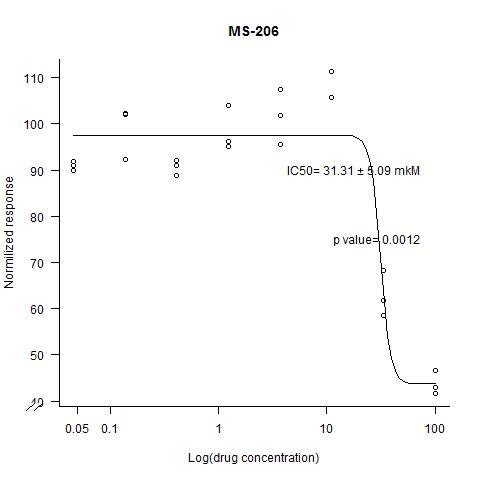 MS-206
110
100
90
80
70
60
50
40
Normilized response
IC50= 31.31 ± 5.09 mkM
p value= 0.0012
0.05 0.1 1 10 100
Log(drug concentration)